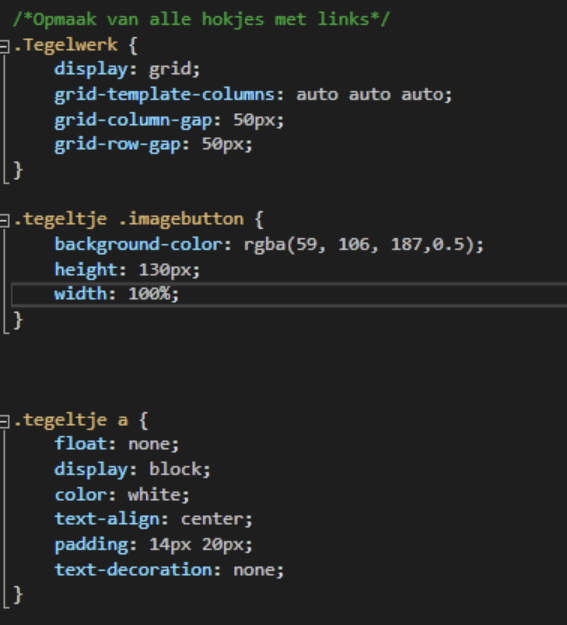 /*Opmaak van alle hokjes met links*/
.Tegelwerk {
display: grid;
grid-template-columns: auto auto auto;
grid-column-gap: 50px;
grid-row-gap: 50px;
}
.tegeltje .imagebutton {
background-color: rgba(59, 106, 187,0.5);
height: 130px;
width: 100%;
}
.tegeltje a {
float: none;
display: block;
color: white;
text-align: center;
padding: 14px 20px;
text-decoration: none;
}